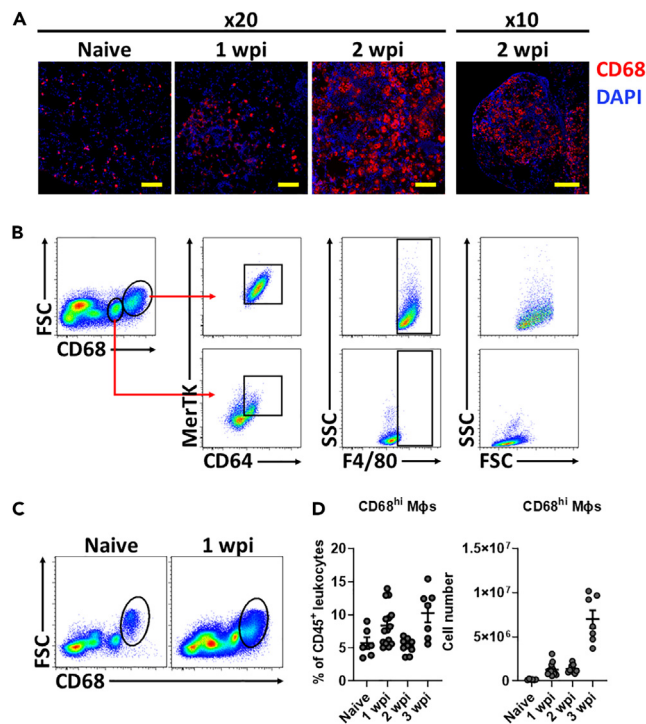 A
x20
x10
Naive
1 wpi
2 wpi
2 wpi
CD68
DAPI
B
FSC
CD68
MerTK
CD64
SSC
F4/80
SSC
FSC
C
Naive
1 wpi
FSC
CD68
D
CD68hi Mϕs
CD68hi Mϕs
% of CD45+ leukocytes
20
15
10
5
0
Naive
1 wpi
2 wpi
3 wpi
Cell number
1.5×10⁷
1.0×10⁷
5×10⁶
0
Naive
1 wpi
2 wpi
3 wpi